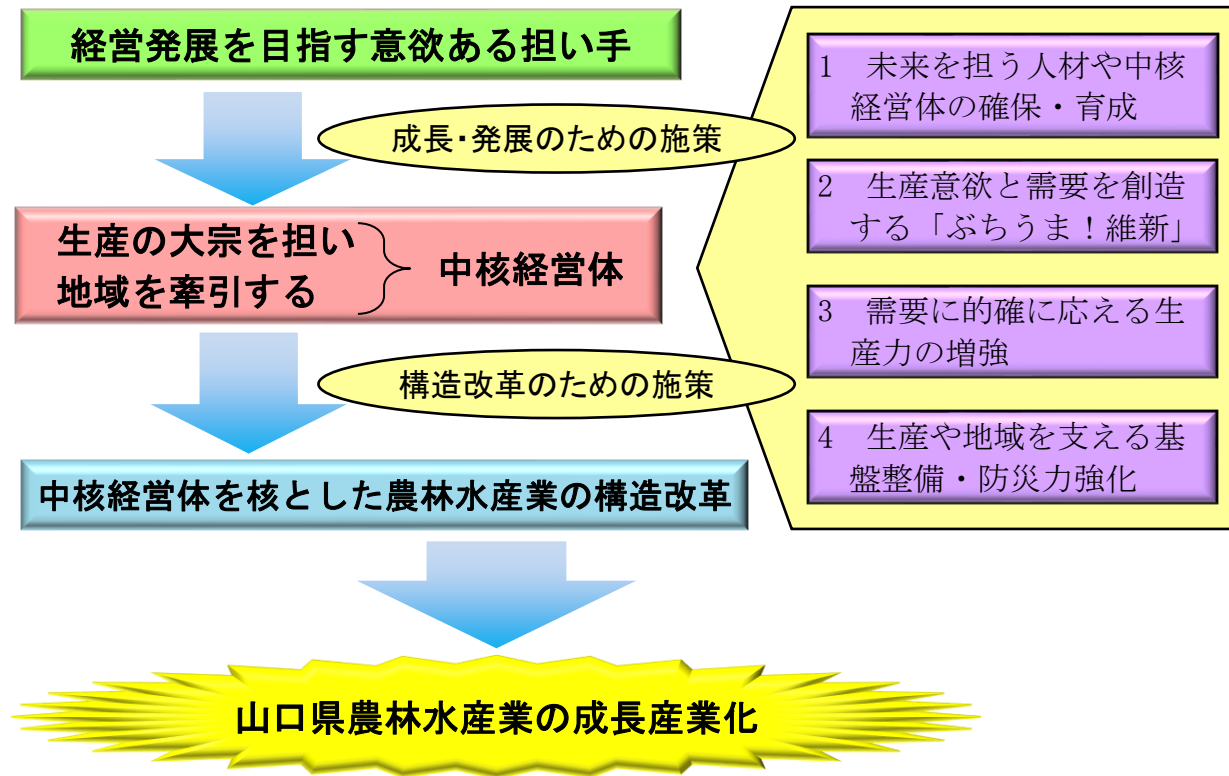 経営発展を目指す意欲ある担い手
成長・発展のための施策
生産の大宗を担い
地域を牽引する
中核経営体
構造改革のための施策
中核経営体を核とした農林水産業の構造改革
山口県農林水産業の成長産業化
1　未来を担う人材や中核
経営体の確保・育成
2　生産意欲と需要を創造
する「ぶちうま！維新」
3　需要に的確に応える生
産力の増強
4　生産や地域を支える基
盤整備・防災力強化